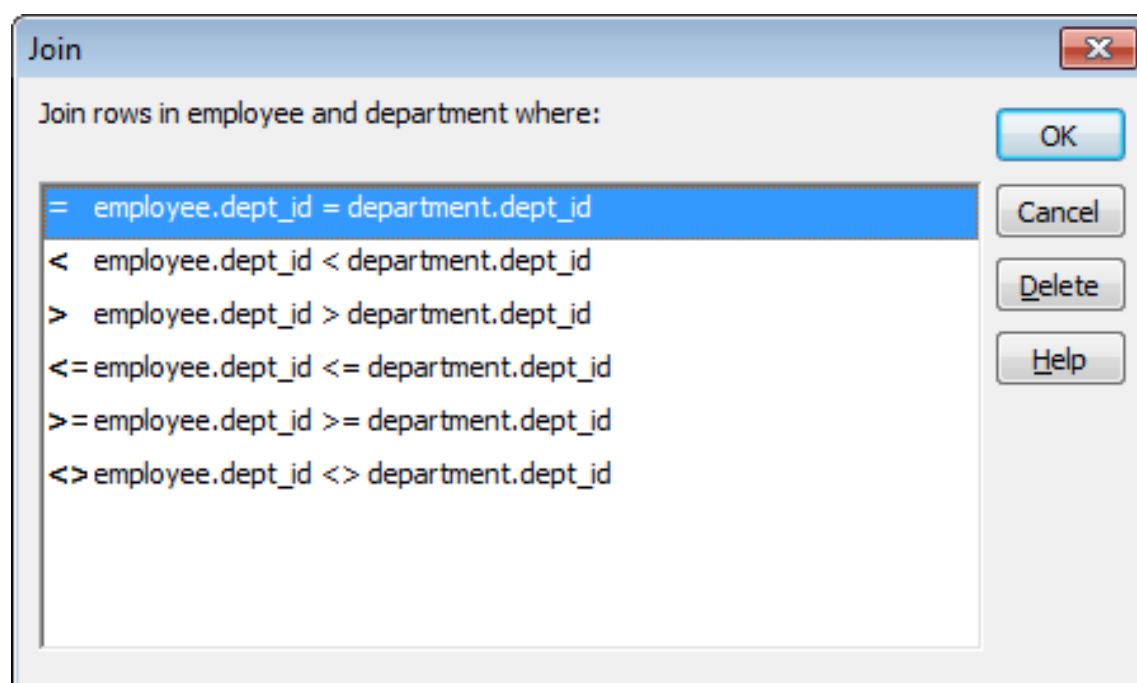 Join
Join rows in employee and department where:
= employee.dept_id = department.dept_id
< employee.dept_id < department.dept_id
> employee.dept_id > department.dept_id
<= employee.dept_id <= department.dept_id
>= employee.dept_id >= department.dept_id
<> employee.dept_id <> department.dept_id
OK
Cancel
Delete
Help